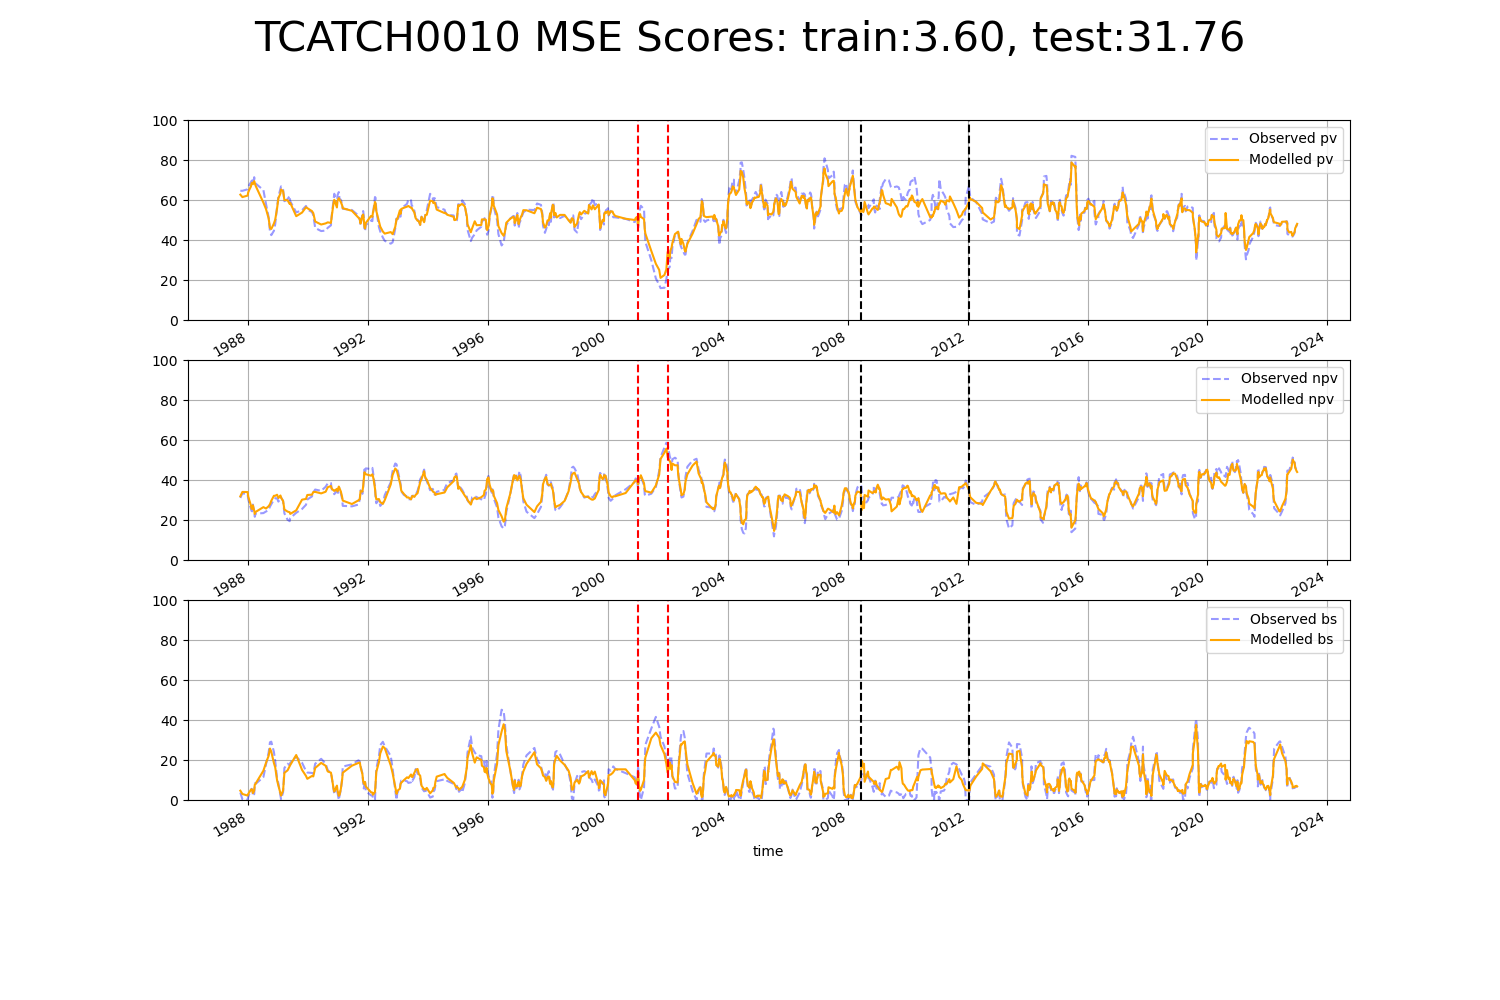 TCATCH0010 MSE Scores: train:3.60, test:31.76
100
80
60
40
20
0
Observed pv
Modelled pv
1988 1992 1996 2000 2004 2008 2012 2016 2020 2024
100
80
60
40
20
0
Observed npv
Modelled npv
1988 1992 1996 2000 2004 2008 2012 2016 2020 2024
100
80
60
40
20
0
Observed bs
Modelled bs
1988 1992 1996 2000 2004 2008 2012 2016 2020 2024
time